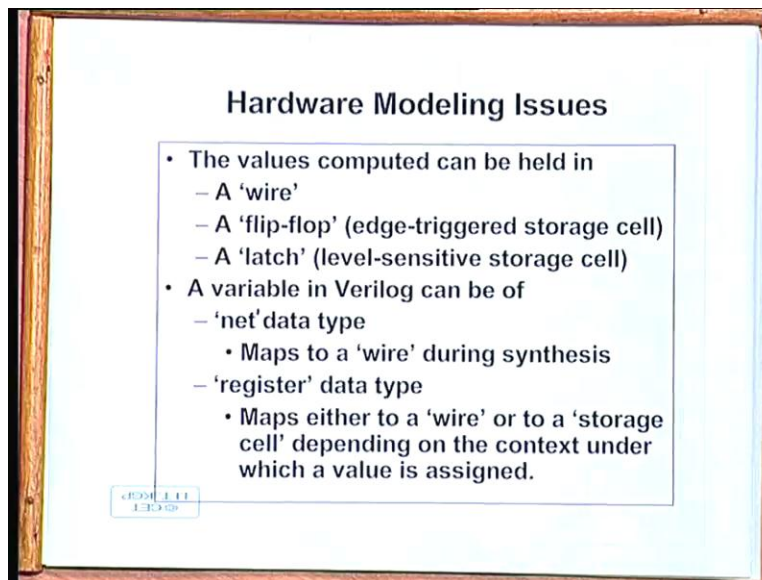 Hardware Modeling Issues
• The values computed can be held in
– A ‘wire’
– A ‘flip-flop’ (edge-triggered storage cell)
– A ‘latch’ (level-sensitive storage cell)
• A variable in Verilog can be of
– ‘net'data type
• Maps to a ‘wire’ during synthesis
– ‘register’ data type
• Maps either to a ‘wire’ or to a ‘storage
cell’ depending on the context under
which a value is assigned.
© CET
I.I.T. KGP